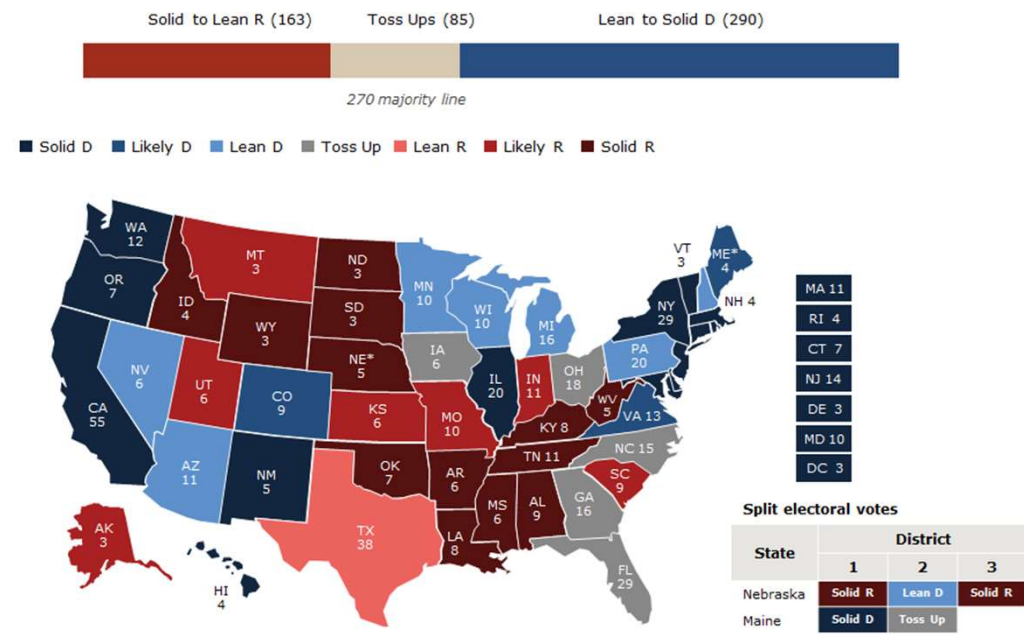 Solid to Lean R (163) Toss Ups (85) Lean to Solid D (290)
270 majority line
Solid D Likely D Lean D Toss Up Lean R Likely R Solid R
WA
12
OR
7
ID
4
MT
3
WY
3
ND
3
SD
3
NE*
5
MN
10
WI
10
MI
16
IA
6
IL
20
IN
11
OH
18
PA
20
NY
29
VT
3
ME*
4
NH 4
CA
55
NV
6
UT
6
CO
9
KS
6
MO
10
KY 8
WV
5
VA 13
NC 15
TN 11
SC
9
AZ
11
NM
5
OK
7
AR
6
TX
38
LA
8
MS
6
AL
9
GA
16
FL
29
AK
3
HI
4
MA 11
RI 4
CT 7
NJ 14
DE 3
MD 10
DC 3
Split electoral votes
State District
1 2 3
Nebraska Solid R Lean D Solid R
Maine Solid D Toss Up